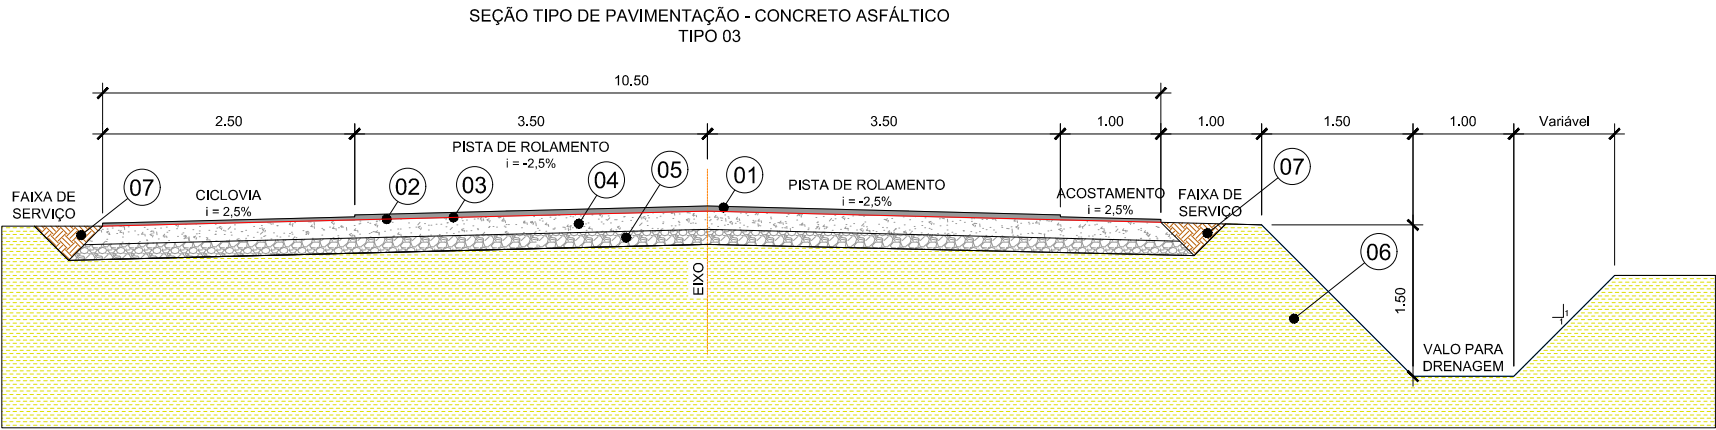 SEÇÃO TIPO DE PAVIMENTAÇÃO - CONCRETO ASFÁLTICO
TIPO 03
10.50
2.50
3.50
3.50
1.00
1.00
1.50
1.00
Variável
PISTA DE ROLAMENTO
i = -2,5%
FAIXA DE
SERVIÇO
07
CICLOVIA
i = 2,5%
02
03
04
05
01
PISTA DE ROLAMENTO
i = -2,5%
ACOSTAMENTO
i = 2,5%
FAIXA DE
SERVIÇO
07
06
EIXO
1.50
1
1
VALO PARA
DRENAGEM